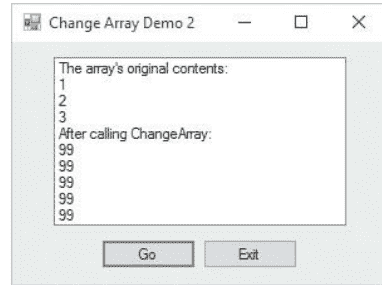 Change Array Demo 2
The array's original contents:
1
2
3
After calling ChangeArray:
99
99
99
99
99
Go
Exit